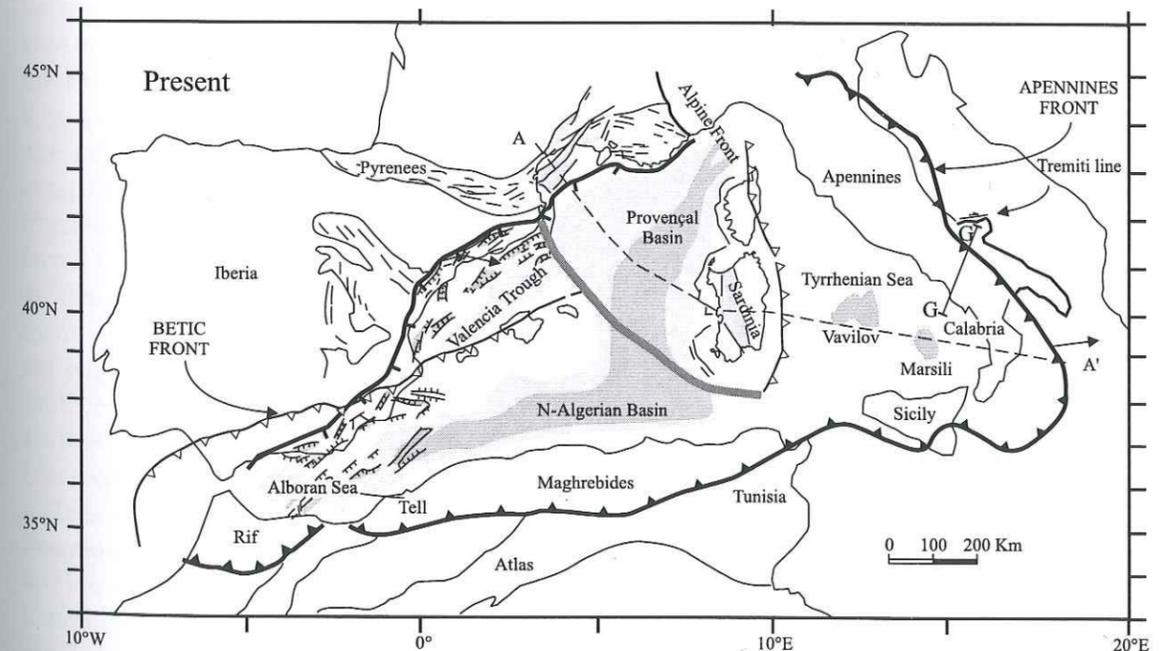 45°N
Present
Alpine Front
APENNINES
FRONT
A
Tremiti line
Pyrenees
Apennines
Provençal
Basin
G'
Iberia
Valencia Trough
Sardinia
Tyrrhenian Sea
40°N
G
Calabria
BETIC
FRONT
Vavilov
A'
Marsili
N-Algerian Basin
Sicily
Alboran Sea
Maghrebides
Tell
Tunisia
35°N
Rif
0 100 200 Km
Atlas
10°W
0°
10°E
20°E